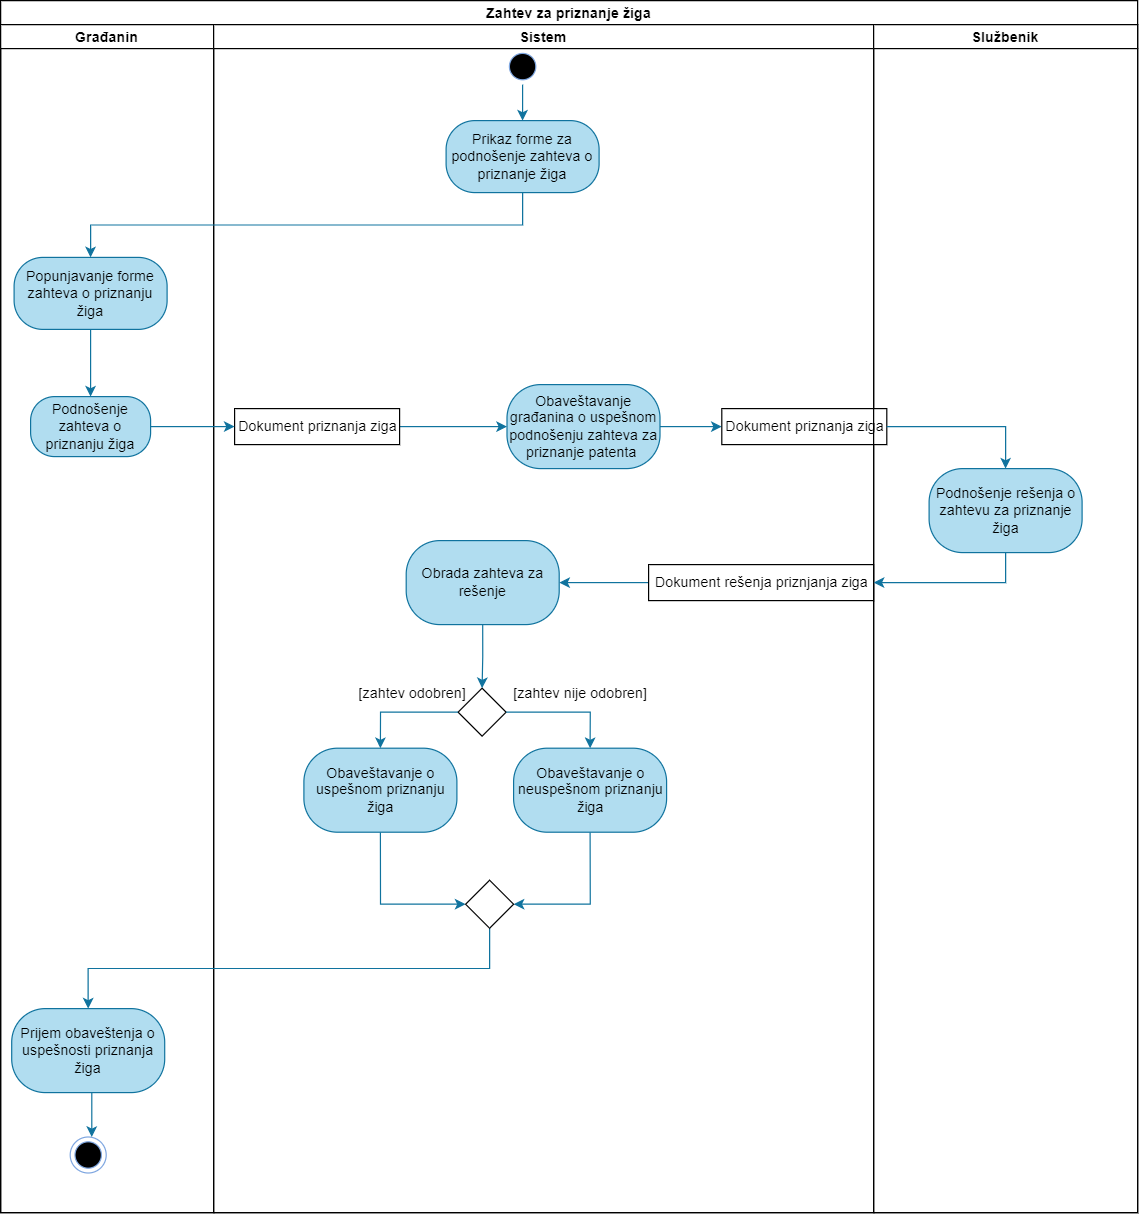 Zahtev za priznanje žiga
Građanin
Sistem
Službenik
Prikaz forme za
podnošenje zahteva o
priznanje žiga
Popunjavanje forme
zahteva o priznanju
žiga
Podnošenje
zahteva o
priznanju žiga
Dokument priznanja ziga
Obaveštavanje
građanina o uspešnom
podnošenju zahteva za
priznanje patenta
Dokument priznanja ziga
Podnošenje rešenja o
zahtevu za priznanje
žiga
Dokument rešenja priznjanja ziga
Obrada zahteva za
rešenje
[zahtev odobren]
[zahtev nije odobren]
Obaveštavanje o
uspešnom priznanju
žiga
Obaveštavanje o
neuspešnom priznanju
žiga
Prijem obaveštenja o
uspešnosti priznanja
žiga